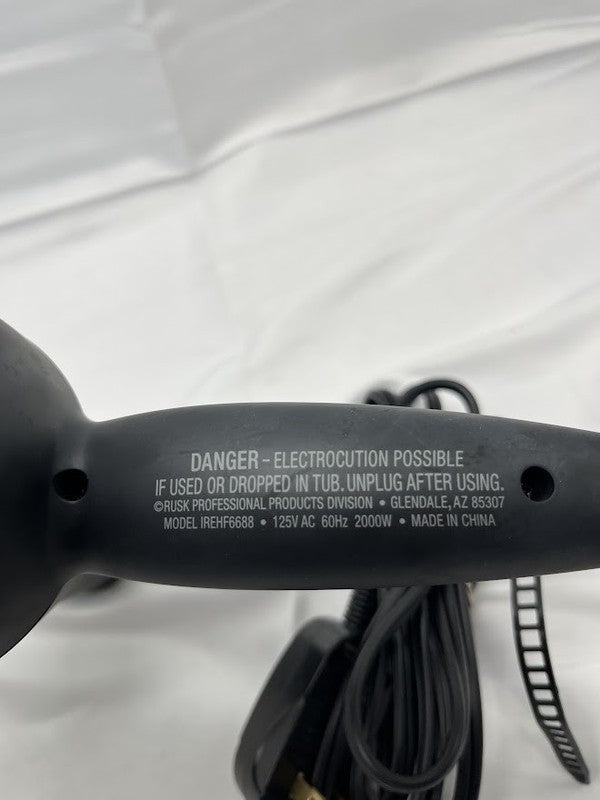 DANGER - ELECTROCUTION POSSIBLE
IF USED OR DROPPED IN TUB. UNPLUG AFTER USING.
©RUSK PROFESSIONAL PRODUCTS DIVISION • GLENDALE, AZ 85307
MODEL IREHF6688 • 125V AC 60Hz 2000W • MADE IN CHINA